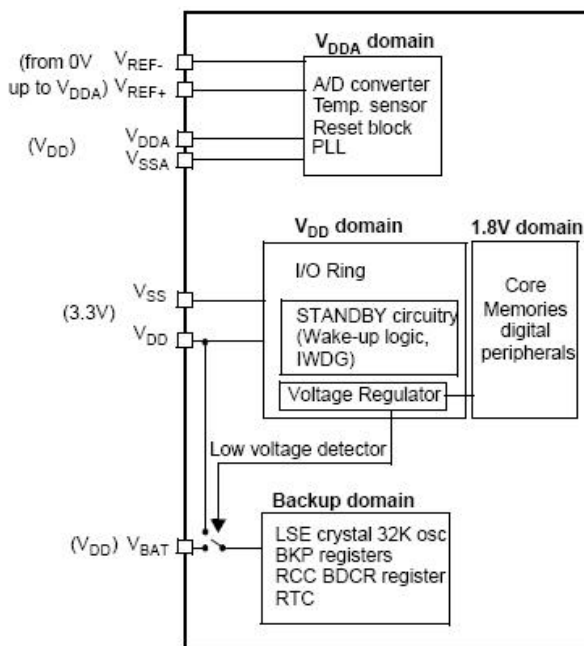 V_DDA domain
(from 0V V_REF-
up to V_DDA) V_REF+
A/D converter
Temp. sensor
Reset block
PLL
V_DDA
(V_DD)
V_SSA
V_DD domain
1.8V domain
I/O Ring
Core
Memories
digital
peripherals
V_SS
(3.3V)
V_DD
STANDBY circuitry
(Wake-up logic,
IWDG)
Voltage Regulator
Low voltage detector
Backup domain
(V_DD) V_BAT
LSE crystal 32K osc
BKP registers
RCC BDCR register
RTC